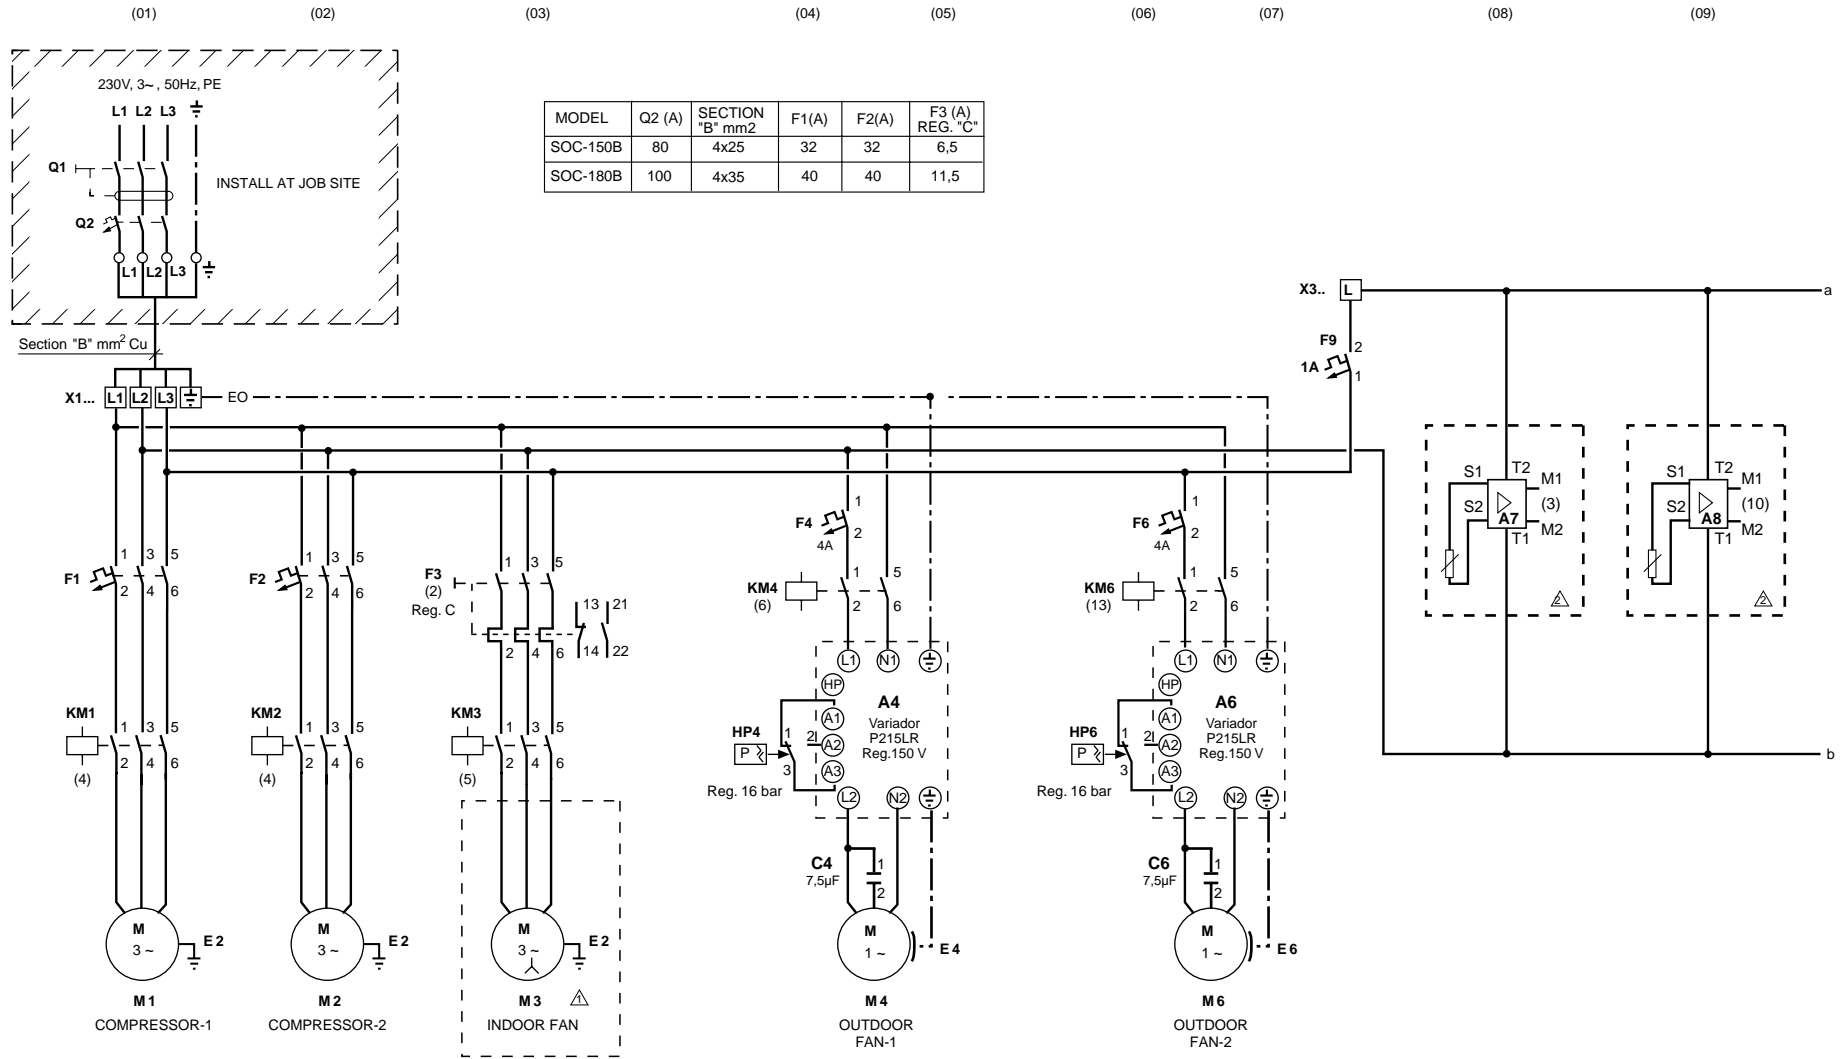 (01) (02) (03) (04) (05) (06) (07) (08) (09)
230V, 3~ , 50Hz, PE
L1 L2 L3
Q1
INSTALL AT JOB SITE
Q2
L1 L2 L3
MODEL Q2 (A) SECTION "B" mm2 F1(A) F2(A) F3 (A) REG. "C"
SOC-150B 80 4x25 32 32 6,5
SOC-180B 100 4x35 40 40 11,5
Section "B" mm2 Cu
X1... L1 L2 L3 EO
X3.. L a
F9 2
1A 1
F1 1 3 5
2 4 6
F2 1 3 5
2 4 6
F3 1 3 5
(2)
Reg. C
13 21
2 4 6 14 22
F4 1
4A 2
KM4 1 5
(6) 2 6
F6 1
4A 2
KM6 1 5
(13) 2 6
S1 T2 M1
S2 A7 (3)
T1 M2
2
S1 T2 M1
S2 A8 (10)
T1 M2
2
KM1 1 3 5
(4) 2 4 6
KM2 1 3 5
(4) 2 4 6
KM3 1 3 5
(5) 2 4 6
L1 N1
HP
A4
A1 Variador
HP4 1 2 A2 P215LR
P 3 A3 Reg.150 V
Reg. 16 bar L2 N2
L1 N1
HP
A6
A1 Variador
HP6 1 2 A2 P215LR
P 3 A3 Reg.150 V
Reg. 16 bar L2 N2
b
C4 1
7,5µF 2
C6 1
7,5µF 2
M
3 ~ E 2
M 1
COMPRESSOR-1
M
3 ~ E 2
M 2
COMPRESSOR-2
M
3 ~ E 2
M 3 1
INDOOR FAN
M
1 ~ E 4
M 4
OUTDOOR
FAN-1
M
1 ~ E 6
M 6
OUTDOOR
FAN-2